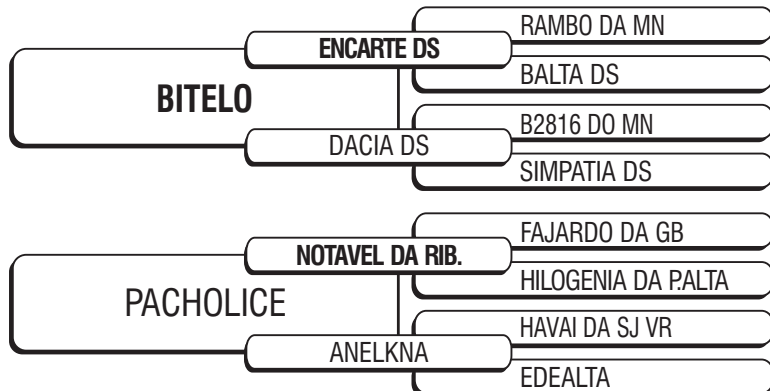 RAMBO DA MN
ENCARTE DS
BALTA DS
BITELO
B2816 DO MN
DACIA DS
SIMPATIA DS
FAJARDO DA GB
NOTAVEL DA RIB.
HILOGENIA DA P.ALTA
PACHOLICE
HAVAI DA SJ VR
ANELKNA
EDEALTA